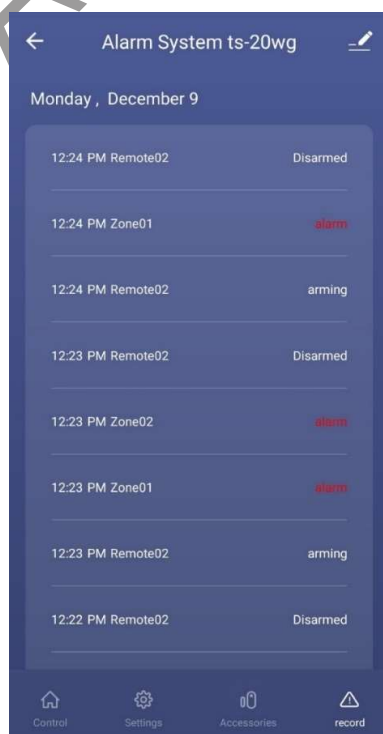 Alarm System ts-20wg
Monday , December 9
12:24 PM Remote02 Disarmed
12:24 PM Zone01 alarm
12:24 PM Remote02 arming
12:23 PM Remote02 Disarmed
12:23 PM Zone02 alarm
12:23 PM Zone01 alarm
12:23 PM Remote02 arming
12:22 PM Remote02 Disarmed
Control Settings Accessories record